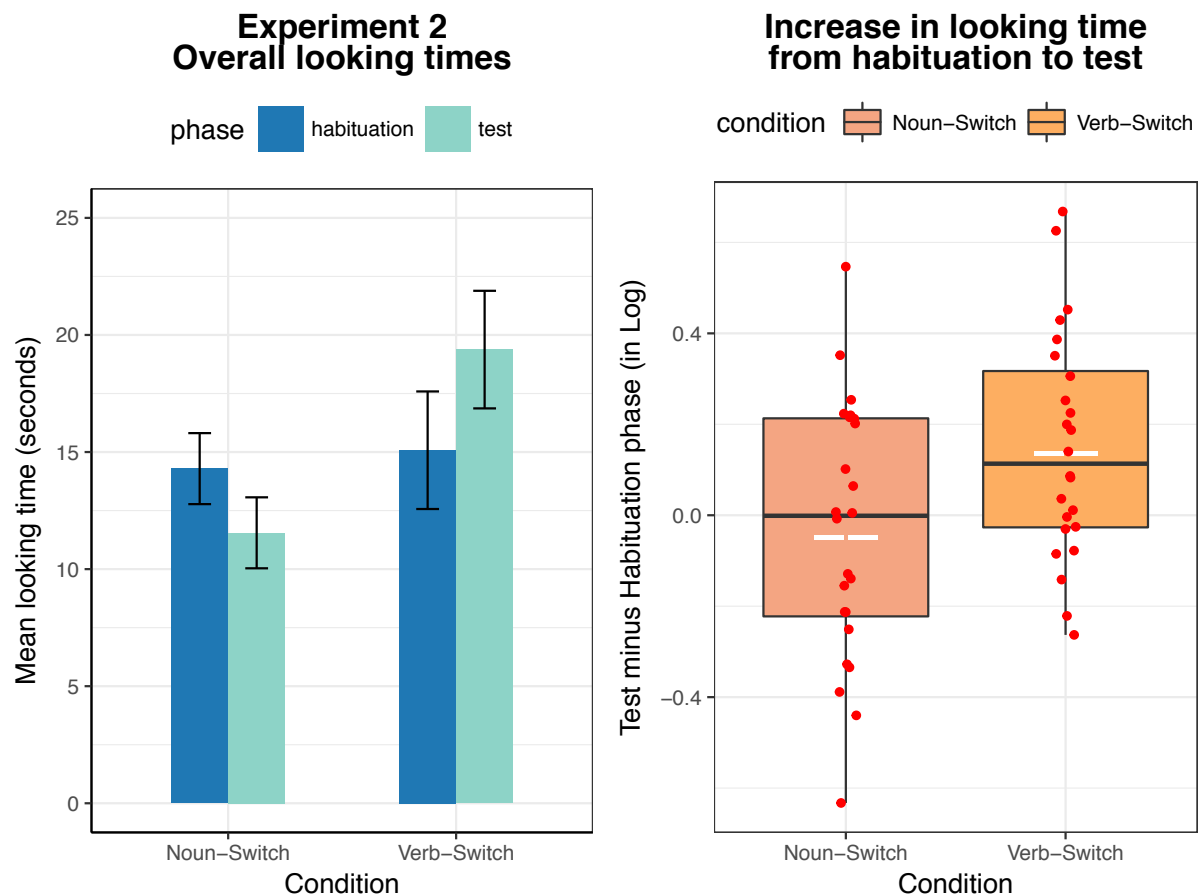 Experiment 2
Overall looking times
phase habituation test
Mean looking time (seconds)
25
20
15
10
5
0
Noun−Switch Verb−Switch
Condition
Increase in looking time
from habituation to test
condition Noun−Switch Verb−Switch
Test minus Habituation phase (in Log)
0.4
0.0
−0.4
Noun−Switch Verb−Switch
Condition